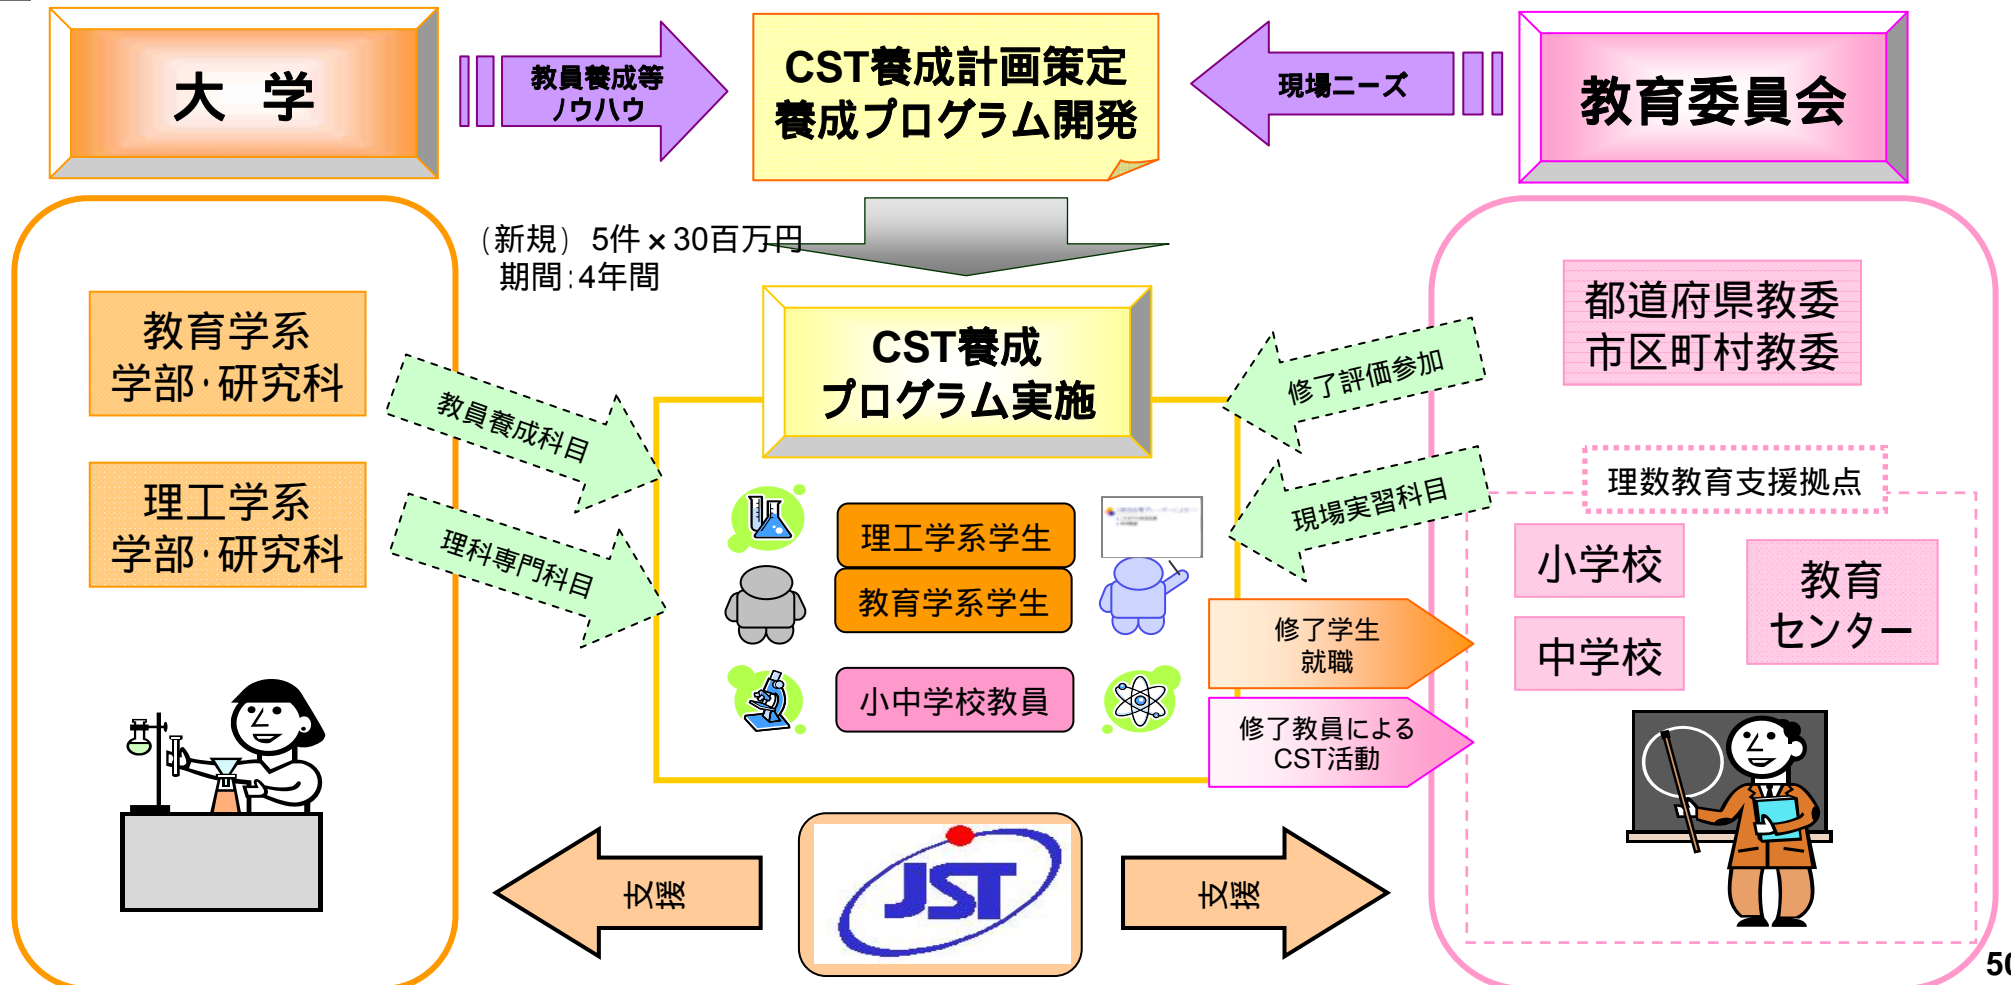 大 学
教員養成等
ノウハウ
CST養成計画策定
養成プログラム開発
現場ニーズ
教育委員会
(新規) 5件×30百万円
期間:4年間
教育学系
学部・研究科
理工学系
学部・研究科
教員養成科目
理科専門科目
CST養成
プログラム実施
理工学系学生
教育学系学生
小中学校教員
修了評価参加
現場実習科目
修了学生
就職
修了教員による
CST活動
都道府県教委
市区町村教委
理数教育支援拠点
小学校
中学校
教育
センター
支援
JST
支援
50